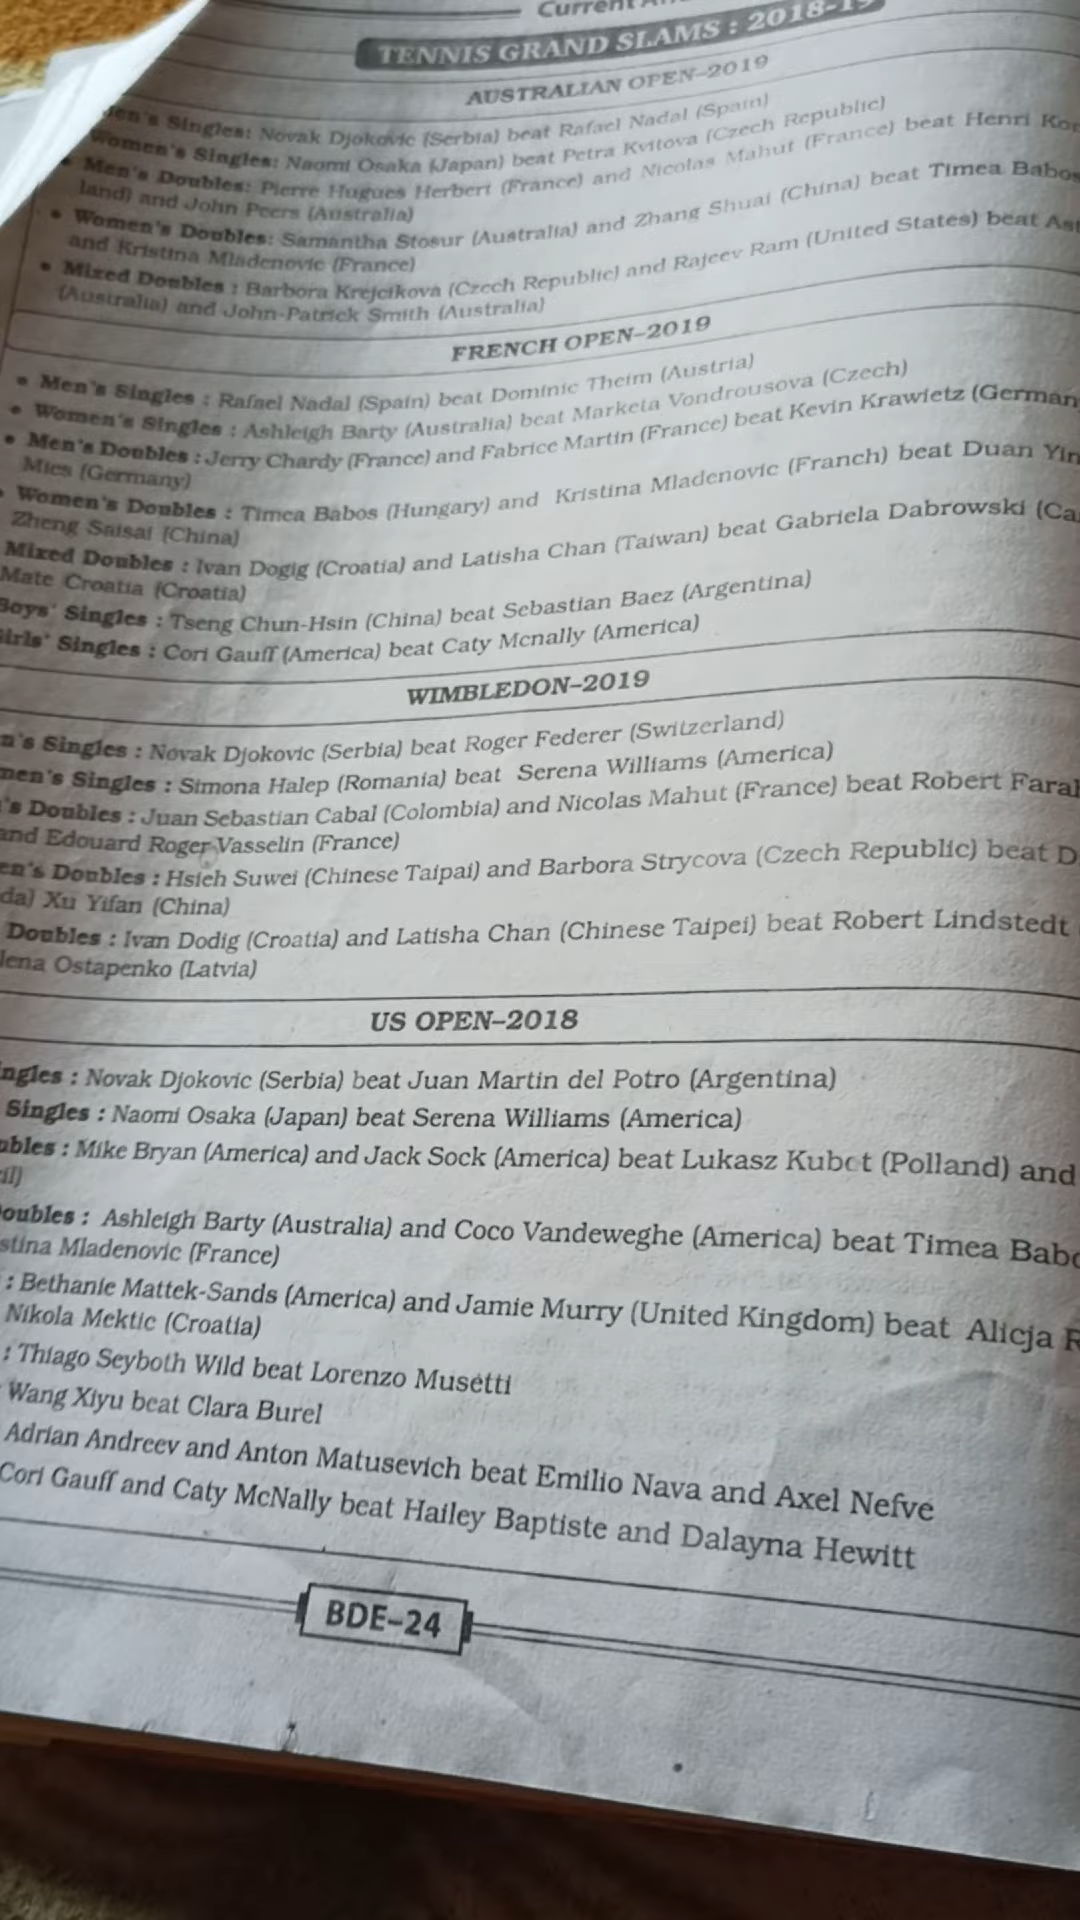 Current
TENNIS GRAND SLAMS : 2018-19
AUSTRALIAN OPEN–2019
Men's Singles: Novak Djokovic (Serbia) beat Rafael Nadal (Spain)
Women's Singles: Naomi Osaka (Japan) beat Petra Kvitova (Czech Republic)
• Men's Doubles: Pierre Hugues Herbert (France) and Nicolas Mahut (France) beat Henri
land) and John Peers (Australia)
• Women's Doubles: Samantha Stosur (Australia) and Zhang Shuai (China) beat Timea Babos
and Kristina Mladenovic (France)
• Mixed Doubles : Barbora Krejcikova (Czech Republic) and Rajeev Ram (United States) beat
(Australia) and John-Patrick Smith (Australia)
FRENCH OPEN–2019
• Men's Singles : Rafael Nadal (Spain) beat Dominic Theim (Austria)
• Women's Singles : Ashleigh Barty (Australia) beat Marketa Vondrousova (Czech)
• Men's Doubles : Jerry Chardy (France) and Fabrice Martin (France) beat Kevin Krawietz (German
Mies (Germany)
Women's Doubles : Timea Babos (Hungary) and Kristina Mladenovic (Franch) beat Duan Yin
Zheng Saisai (China)
Mixed Doubles : Ivan Dogig (Croatia) and Latisha Chan (Taiwan) beat Gabriela Dabrowski (Ca
Mate Croatia (Croatia)
Boys' Singles : Tseng Chun-Hsin (China) beat Sebastian Baez (Argentina)
Girls' Singles : Cori Gauff (America) beat Caty Mcnally (America)
WIMBLEDON–2019
n's Singles : Novak Djokovic (Serbia) beat Roger Federer (Switzerland)
men's Singles : Simona Halep (Romania) beat Serena Williams (America)
's Doubles : Juan Sebastian Cabal (Colombia) and Nicolas Mahut (France) beat Robert Farah
and Edouard Roger Vasselin (France)
en's Doubles : Hsieh Suwei (Chinese Taipai) and Barbora Strycova (Czech Republic) beat D
da) Xu Yifan (China)
Doubles : Ivan Dodig (Croatia) and Latisha Chan (Chinese Taipei) beat Robert Lindstedt
lena Ostapenko (Latvia)
US OPEN–2018
ngles : Novak Djokovic (Serbia) beat Juan Martin del Potro (Argentina)
Singles : Naomi Osaka (Japan) beat Serena Williams (America)
ubles : Mike Bryan (America) and Jack Sock (America) beat Lukasz Kubot (Polland) and
il)
oubles : Ashleigh Barty (Australia) and Coco Vandeweghe (America) beat Timea Babo
stina Mladenovic (France)
: Bethanie Mattek-Sands (America) and Jamie Murry (United Kingdom) beat Alicja R
Nikola Mektic (Croatia)
: Thiago Seyboth Wild beat Lorenzo Musetti
Wang Xiyu beat Clara Burel
Adrian Andreev and Anton Matusevich beat Emilio Nava and Axel Nefve
Cori Gauff and Caty McNally beat Hailey Baptiste and Dalayna Hewitt
BDE–24